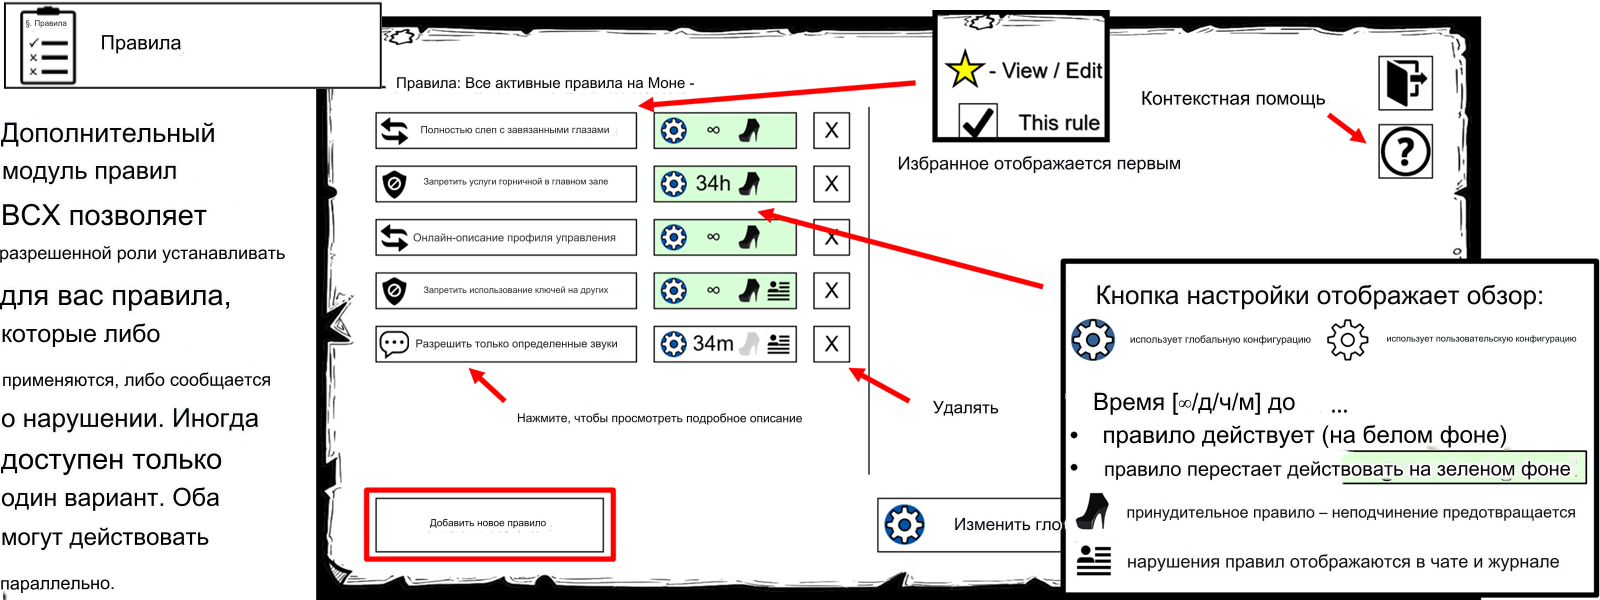 §. Правила
Правила
Дополнительный
модуль правил
BCX позволяет
разрешенной роли устанавливать
для вас правила,
которые либо
применяются, либо сообщается
о нарушении. Иногда
доступен только
один вариант. Оба
могут действовать
параллельно.
Правила: Все активные правила на Моне -
Полностью слеп с завязанными глазами
∞
X
Запретить услуги горничной в главном зале
34h
X
Онлайн-описание профиля управления
∞
X
Запретить использование ключей на других
∞
X
Разрешить только определенные звуки
34m
X
Нажмите, чтобы просмотреть подробное описание
Удалять
Добавить новое правило
- View / Edit
This rule
Избранное отображается первым
Контекстная помощь
?
Изменить гло
Кнопка настройки отображает обзор:
использует глобальную конфигурацию
использует пользовательскую конфигурацию
Время [∞/д/ч/м] до ...
• правило действует (на белом фоне)
• правило перестает действовать на зеленом фоне
принудительное правило – неподчинение предотвращается
нарушения правил отображаются в чате и журнале